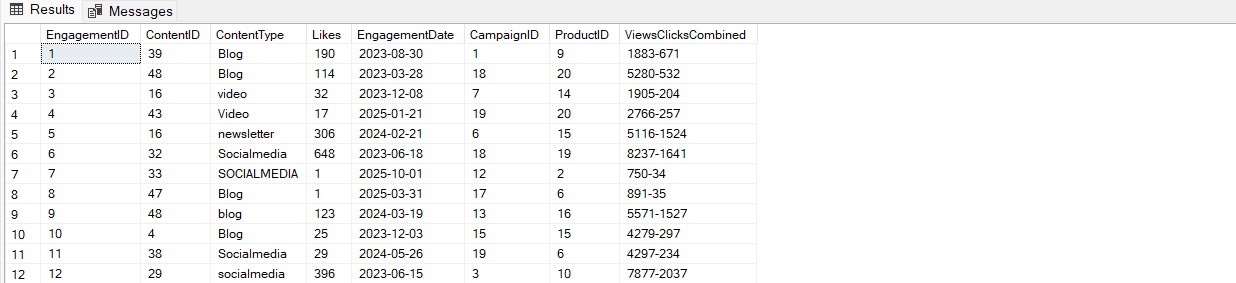 Results Messages
EngagementID ContentID ContentType Likes EngagementDate CampaignID ProductID ViewsClicksCombined
1 1 39 Blog 190 2023-08-30 1 9 1883-671
2 2 48 Blog 114 2023-03-28 18 20 5280-532
3 3 16 video 32 2023-12-08 7 14 1905-204
4 4 43 Video 17 2025-01-21 19 20 2766-257
5 5 16 newsletter 306 2024-02-21 6 15 5116-1524
6 6 32 Socialmedia 648 2023-06-18 18 19 8237-1641
7 7 33 SOCIALMEDIA 1 2025-10-01 12 2 750-34
8 8 47 Blog 1 2025-03-31 17 6 891-35
9 9 48 blog 123 2024-03-19 13 16 5571-1527
10 10 4 Blog 25 2023-12-03 15 15 4279-297
11 11 38 Socialmedia 29 2024-05-26 19 6 4297-234
12 12 29 socialmedia 396 2023-06-15 3 10 7877-2037